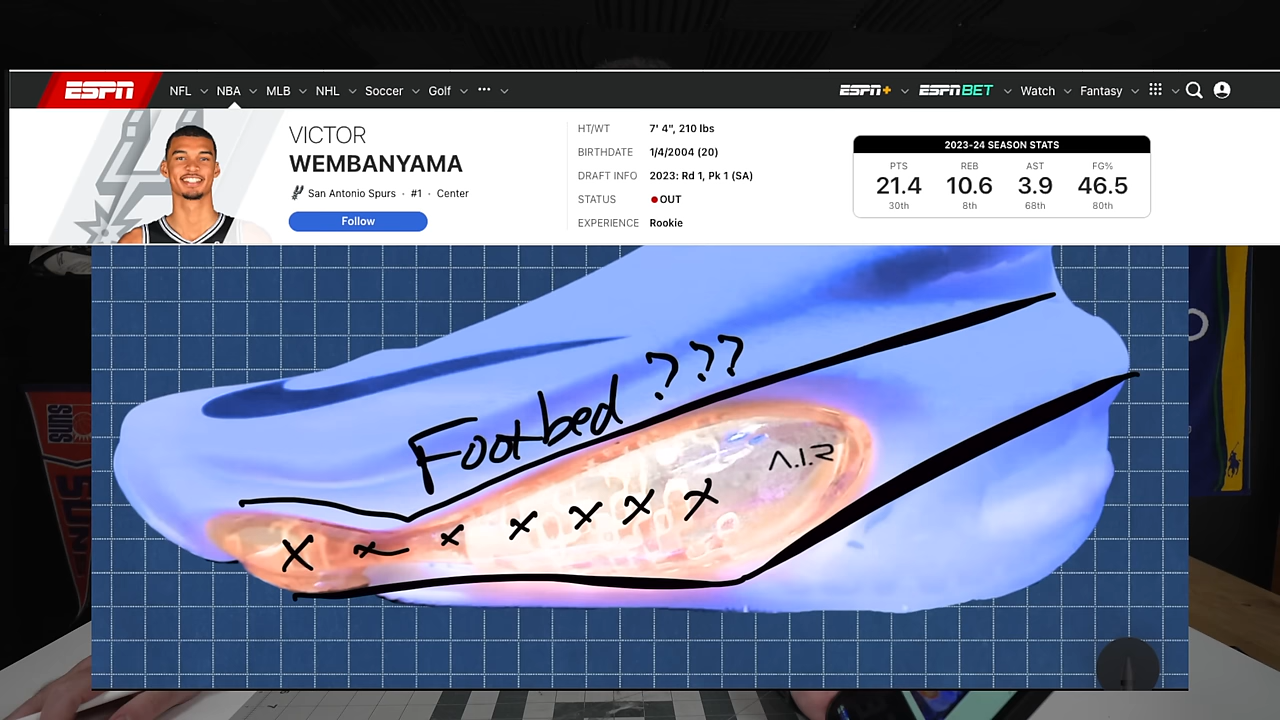 ESPN NFL NBA MLB NHL Soccer Golf ••• ESPN+ ESPN BET Watch Fantasy
VICTOR
WEMBANYAMA
San Antonio Spurs · #1 · Center
Follow
HT/WT 7' 4", 210 lbs
BIRTHDATE 1/4/2004 (20)
DRAFT INFO 2023: Rd 1, Pk 1 (SA)
STATUS OUT
EXPERIENCE Rookie
2023-24 SEASON STATS
PTS REB AST FG%
21.4 10.6 3.9 46.5
30th 8th 68th 80th
Footbed ???
A.I.R
X X X X X X X
SUNS
SUNS